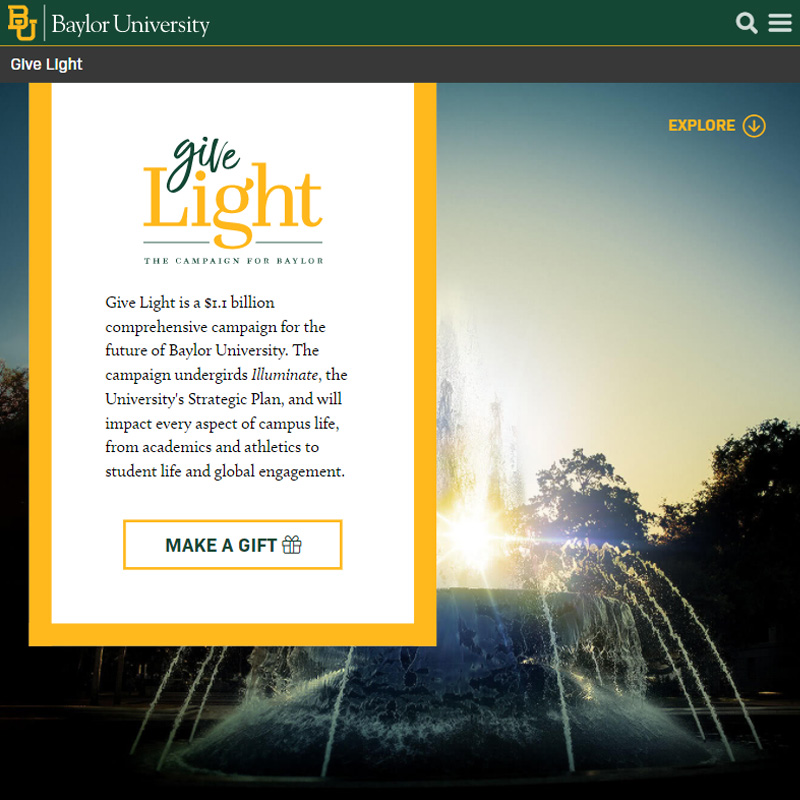 BU Baylor University
Give Light
EXPLORE
give
Light
THE CAMPAIGN FOR BAYLOR
Give Light is a $1.1 billion
comprehensive campaign for the
future of Baylor University. The
campaign undergirds Illuminate, the
University's Strategic Plan, and will
impact every aspect of campus life,
from academics and athletics to
student life and global engagement.
MAKE A GIFT